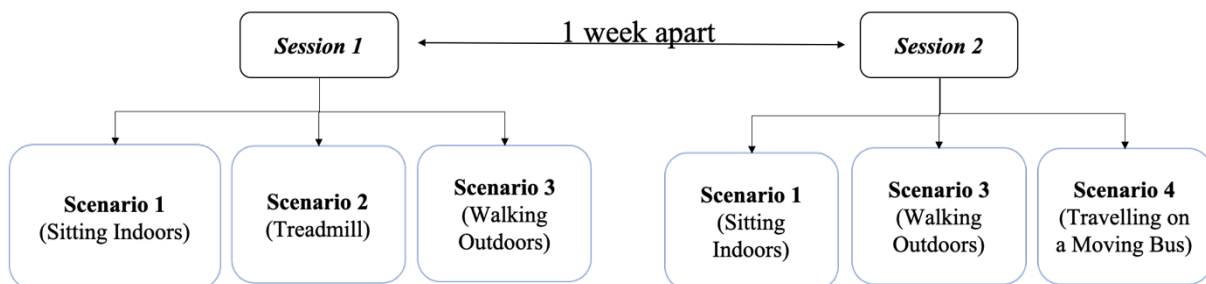 Session 1
1 week apart
Session 2
Scenario 1
(Sitting Indoors)
Scenario 2
(Treadmill)
Scenario 3
(Walking
Outdoors)
Scenario 1
(Sitting
Indoors)
Scenario 3
(Walking
Outdoors)
Scenario 4
(Travelling on
a Moving Bus)